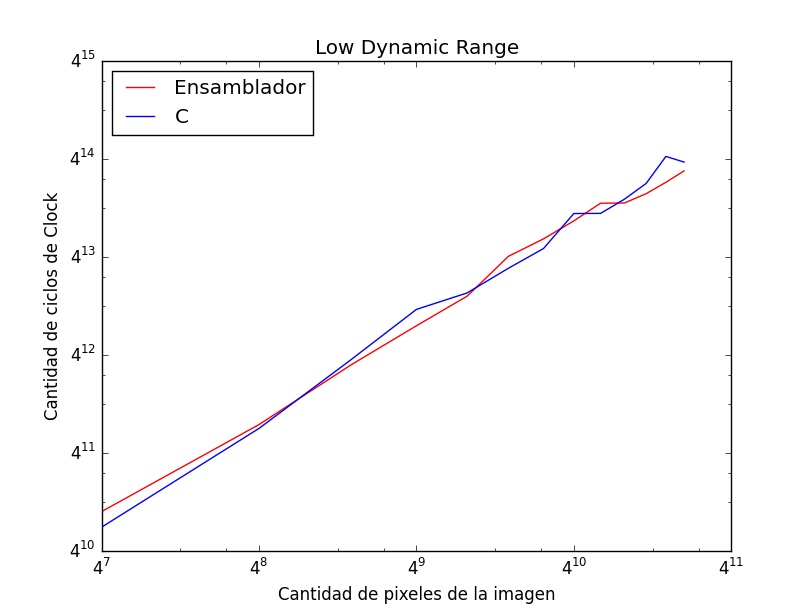 Low Dynamic Range
4^15
Ensamblador
C
4^14
4^13
4^12
4^11
4^10
Cantidad de ciclos de Clock
4^7 4^8 4^9 4^10 4^11
Cantidad de pixeles de la imagen